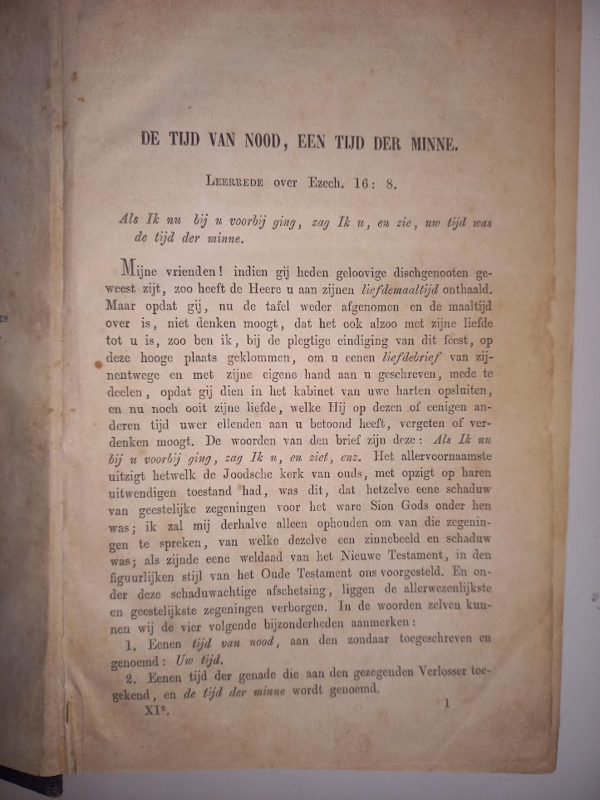 DE TIJD VAN NOOD, EEN TIJD DER MINNE.
LEERREDE over Ezech. 16: 8.
Als Ik nu bij u voorbij ging, zag Ik u, en zie, uw tijd was
de tijd der minne.
Mijne vrienden! indien gij heden geloovige dischgenooten ge-
weest zijt, zoo heeft de Heere u aan zijnen liefdemaaltijd onthaald.
Maar opdat gij, nu de tafel weder afgenomen en de maaltijd
over is, niet denken moogt, dat het ook alzoo met zijne liefde
tot u is, zoo ben ik, bij de plegtige eindiging van dit feest, op
deze hooge plaats geklommen, om u eenen liefdebrief van zij-
nentwege en met zijne eigene hand aan u geschreven, mede te
deelen, opdat gij dien in het kabinet van uwe harten opsluiten,
en nu noch ooit zijne liefde, welke Hij op dezen of eenigen an-
deren tijd uwer ellenden aan u betoond heeft, vergeten of ver-
denken moogt. De woorden van den brief zijn deze: Als Ik nu
bij u voorbij ging, zag Ik u, en ziet, enz. Het allervoornaamste
uitzigt hetwelk de Joodsche kerk van ouds, met opzigt op haren
uitwendigen toestand had, was dit, dat hetzelve eene schaduw
van geestelijke zegeningen voor het ware Sion Gods onder hen
was; ik zal mij derhalve alleen ophouden om van die zegenin-
gen te spreken, van welke dezelve een zinnebeeld en schaduw
was; als zijnde eene weldaad van het Nieuwe Testament, in den
figuurlijken stijl van het Oude Testament ons voorgesteld. En on-
der deze schaduwachtige afschetsing, liggen de allerwezenlijkste
en geestelijkste zegeningen verborgen. In de woorden zelven kun-
nen wij de vier volgende bijzonderheden aanmerken:
1. Eenen tijd van nood, aan den zondaar toegeschreven en
genoemd: Uw tijd.
2. Eenen tijd der genade die aan den gezegenden Verlosser toe-
gekend, en de tijd der minne wordt genoemd.
XI*. 1